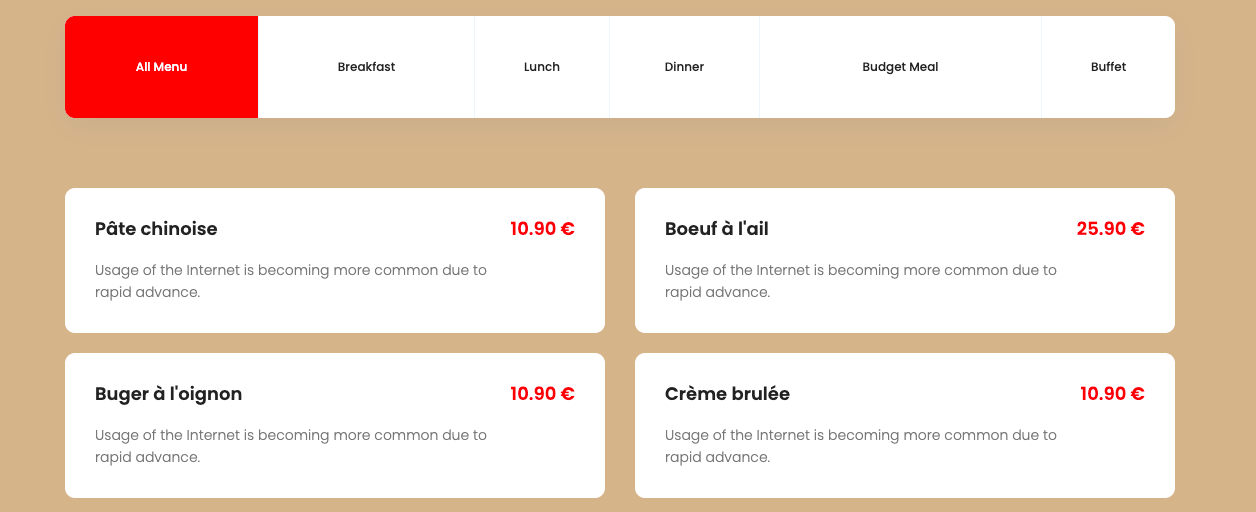 All Menu
Breakfast
Lunch
Dinner
Budget Meal
Buffet
Pâte chinoise
10.90 €
Usage of the Internet is becoming more common due to
rapid advance.
Boeuf à l'ail
25.90 €
Usage of the Internet is becoming more common due to
rapid advance.
Buger à l'oignon
10.90 €
Usage of the Internet is becoming more common due to
rapid advance.
Crème brulée
10.90 €
Usage of the Internet is becoming more common due to
rapid advance.